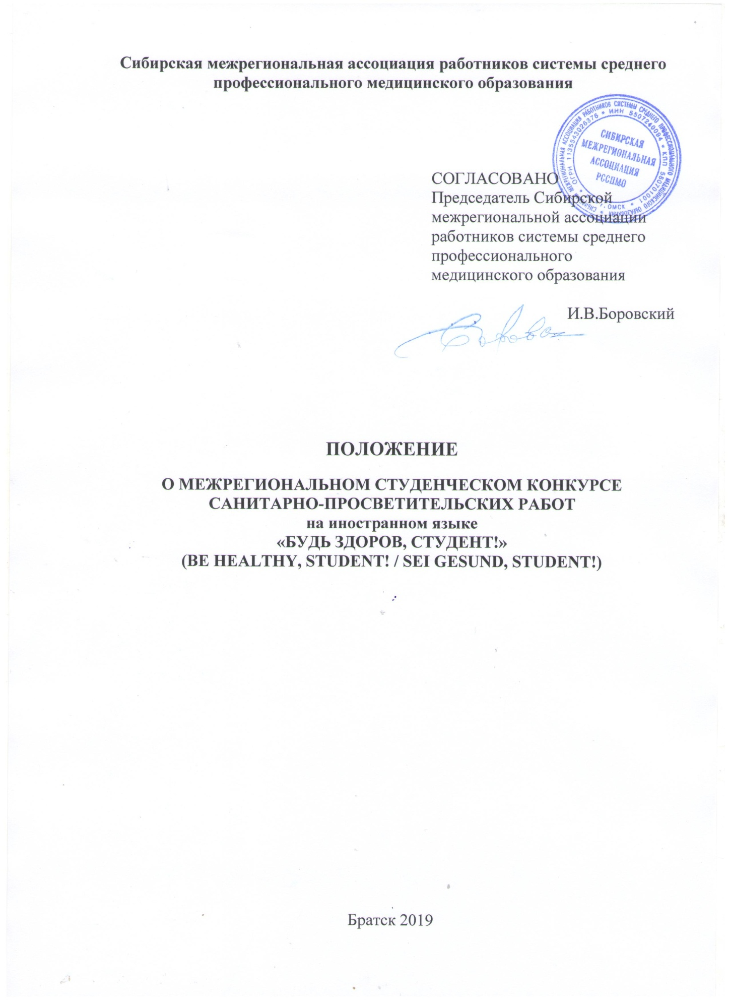 Сибирская межрегиональная ассоциация работников системы среднего
профессионального медицинского образования
МЕЖРЕГИОНАЛЬНАЯ АССОЦИАЦИЯ РАБОТНИКОВ СИСТЕМЫ СРЕДНЕГО ПРОФЕССИОНАЛЬНОГО МЕДИЦИНСКОГО ОБРАЗОВАНИЯ *
ОГРН 1135543026376 * ИНН 5507240094 * КПП 550701001 *
г. ОМСК
СИБИРСКАЯ
МЕЖРЕГИОНАЛЬНАЯ
АССОЦИАЦИЯ
РССПМО
СОГЛАСОВАНО
Председатель Сибирской
межрегиональной ассоциации
работников системы среднего
профессионального
медицинского образования
И.В.Боровский
ПОЛОЖЕНИЕ
О МЕЖРЕГИОНАЛЬНОМ СТУДЕНЧЕСКОМ КОНКУРСЕ
САНИТАРНО-ПРОСВЕТИТЕЛЬСКИХ РАБОТ
на иностранном языке
«БУДЬ ЗДОРОВ, СТУДЕНТ!»
(BE HEALTHY, STUDENT! / SEI GESUND, STUDENT!)
Братск 2019